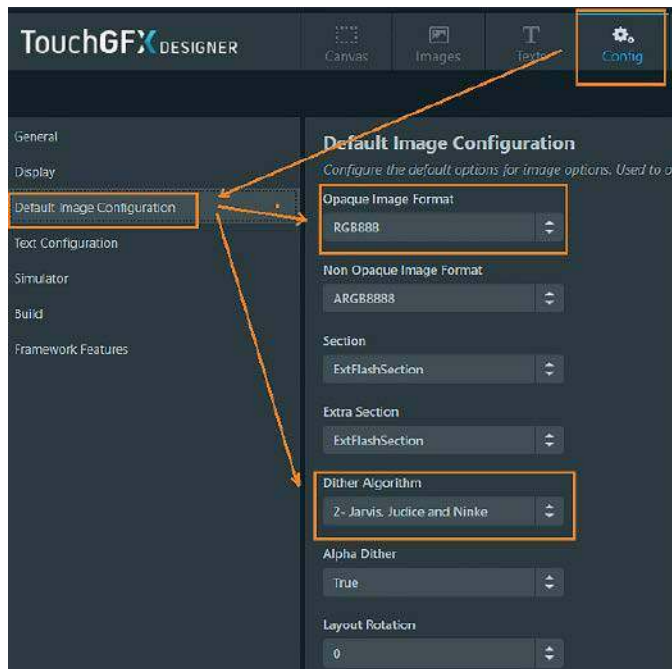 TouchGFX DESIGNER
Canvas
Images
Texts
Config
General
Display
Default Image Configuration
Text Configuration
Simulator
Build
Framework Features
Default Image Configuration
Configure the default options for image options. Used to o
Opaque Image Format
RGB888
Non Opaque Image Format
ARGB8888
Section
ExtFlashSection
Extra Section
ExtFlashSection
Dither Algorithm
2- Jarvis, Judice and Ninke
Alpha Dither
True
Layout Rotation
0